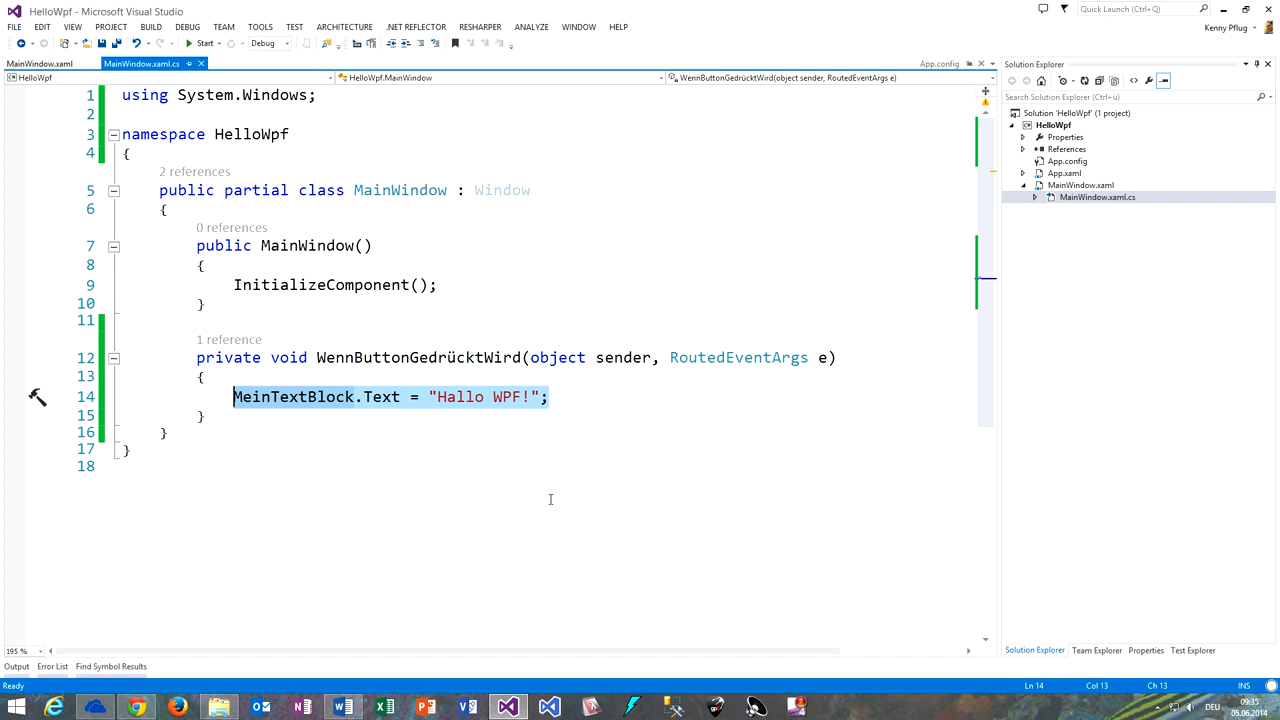 HelloWpf - Microsoft Visual Studio
Quick Launch (Ctrl+Q)
FILE EDIT VIEW PROJECT BUILD DEBUG TEAM TOOLS TEST ARCHITECTURE .NET REFLECTOR RESHARPER ANALYZE WINDOW HELP
Kenny Pflug
Start Debug
MainWindow.xaml MainWindow.xaml.cs App.config
HelloWpf HelloWpf.MainWindow WennButtonGedrücktWird(object sender, RoutedEventArgs e)
1 using System.Windows;
2
3 namespace HelloWpf
4 {
2 references
5 public partial class MainWindow : Window
6 {
0 references
7 public MainWindow()
8 {
9 InitializeComponent();
10 }
11
1 reference
12 private void WennButtonGedrücktWird(object sender, RoutedEventArgs e)
13 {
14 MeinTextBlock.Text = "Hallo WPF!";
15 }
16 }
17 }
18
195 %
Solution Explorer
Search Solution Explorer (Ctrl+ü)
Solution 'HelloWpf' (1 project)
HelloWpf
Properties
References
App.config
App.xaml
MainWindow.xaml
MainWindow.xaml.cs
Solution Explorer Team Explorer Properties Test Explorer
Output Error List Find Symbol Results
Ready Ln 14 Col 13 Ch 13 INS
DEU
09:35
05.06.2014